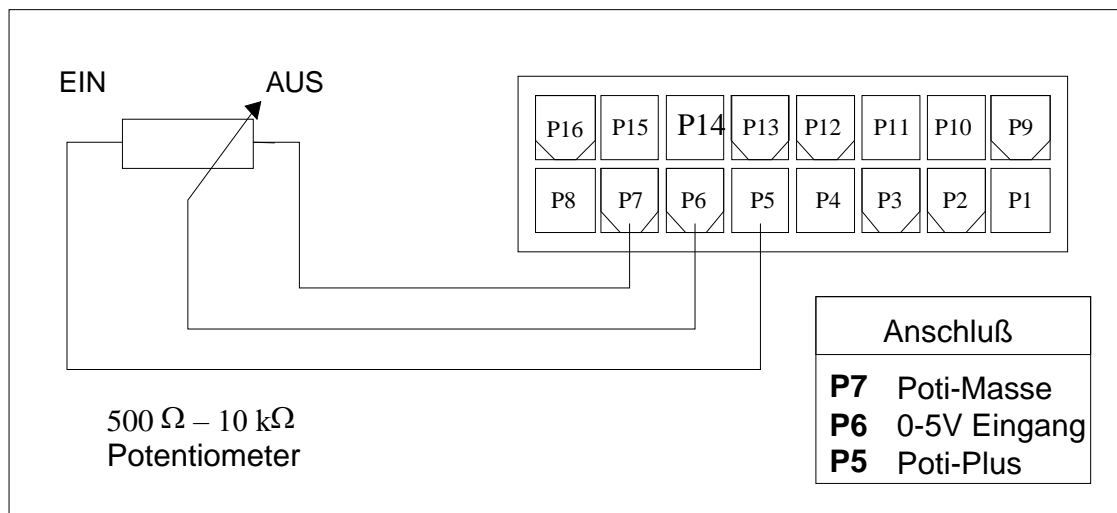 EIN AUS
P16 P15 P14 P13 P12 P11 P10 P9
P8 P7 P6 P5 P4 P3 P2 P1
500 Ω – 10 kΩ
Potentiometer
Anschluß
P7 Poti-Masse
P6 0-5V Eingang
P5 Poti-Plus